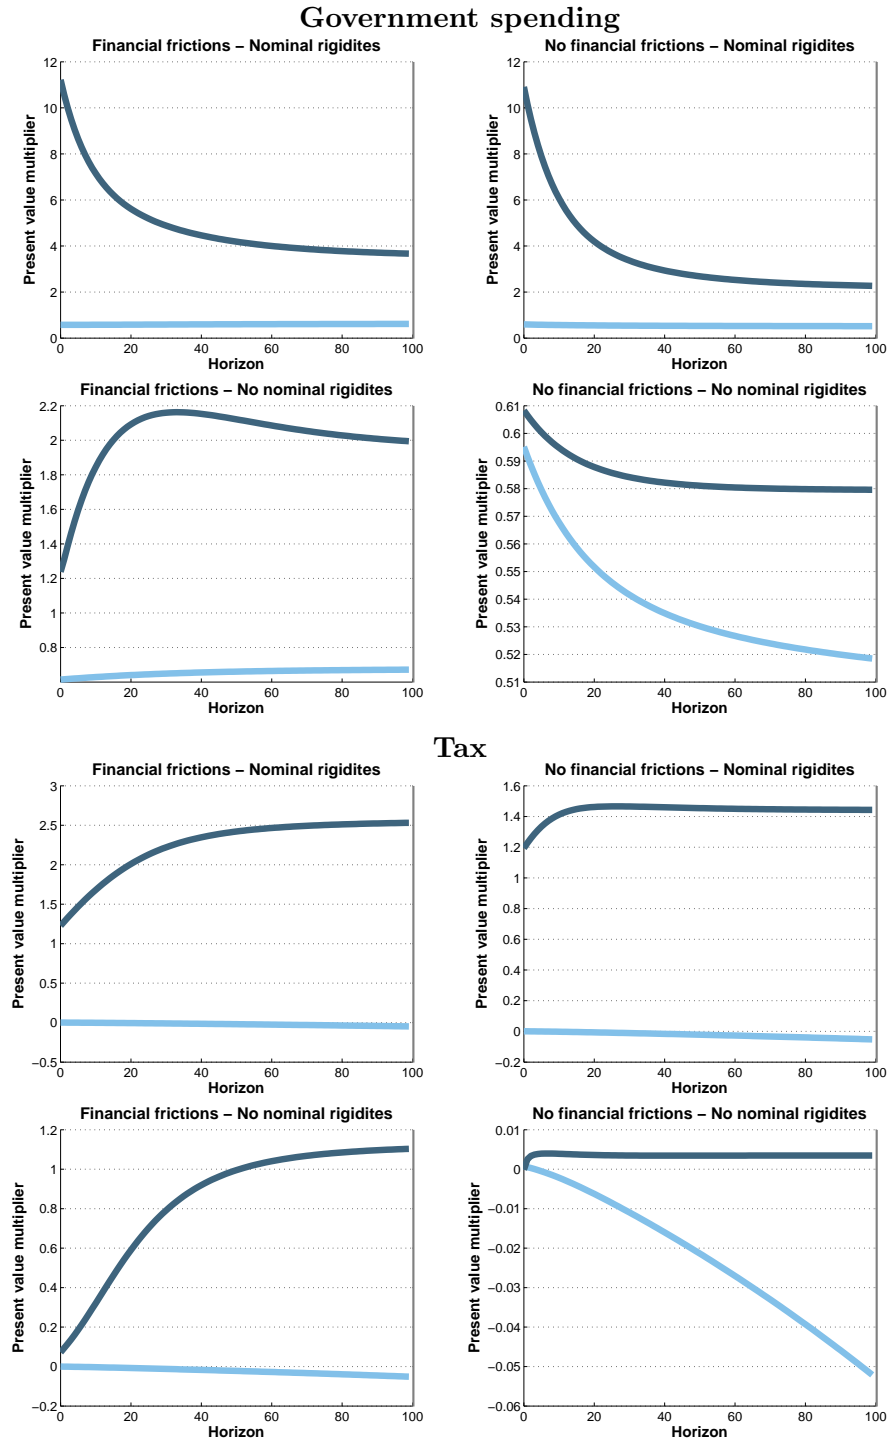 Government spending
Financial frictions – Nominal rigidites
No financial frictions – Nominal rigidites
12
10
8
6
4
2
0
Present value multiplier
0 20 40 60 80 100
Horizon
12
10
8
6
4
2
0
Present value multiplier
0 20 40 60 80 100
Horizon
Financial frictions – No nominal rigidites
No financial frictions – No nominal rigidites
2.2
2
1.8
1.6
1.4
1.2
1
0.8
Present value multiplier
0 20 40 60 80 100
Horizon
0.61
0.6
0.59
0.58
0.57
0.56
0.55
0.54
0.53
0.52
0.51
Present value multiplier
0 20 40 60 80 100
Horizon
Tax
Financial frictions – Nominal rigidites
No financial frictions – Nominal rigidites
3
2.5
2
1.5
1
0.5
0
−0.5
Present value multiplier
0 20 40 60 80 100
Horizon
1.6
1.4
1.2
1
0.8
0.6
0.4
0.2
0
−0.2
Present value multiplier
0 20 40 60 80 100
Horizon
Financial frictions – No nominal rigidites
No financial frictions – No nominal rigidites
1.2
1
0.8
0.6
0.4
0.2
0
−0.2
Present value multiplier
0 20 40 60 80 100
Horizon
0.01
0
−0.01
−0.02
−0.03
−0.04
−0.05
−0.06
Present value multiplier
0 20 40 60 80 100
Horizon